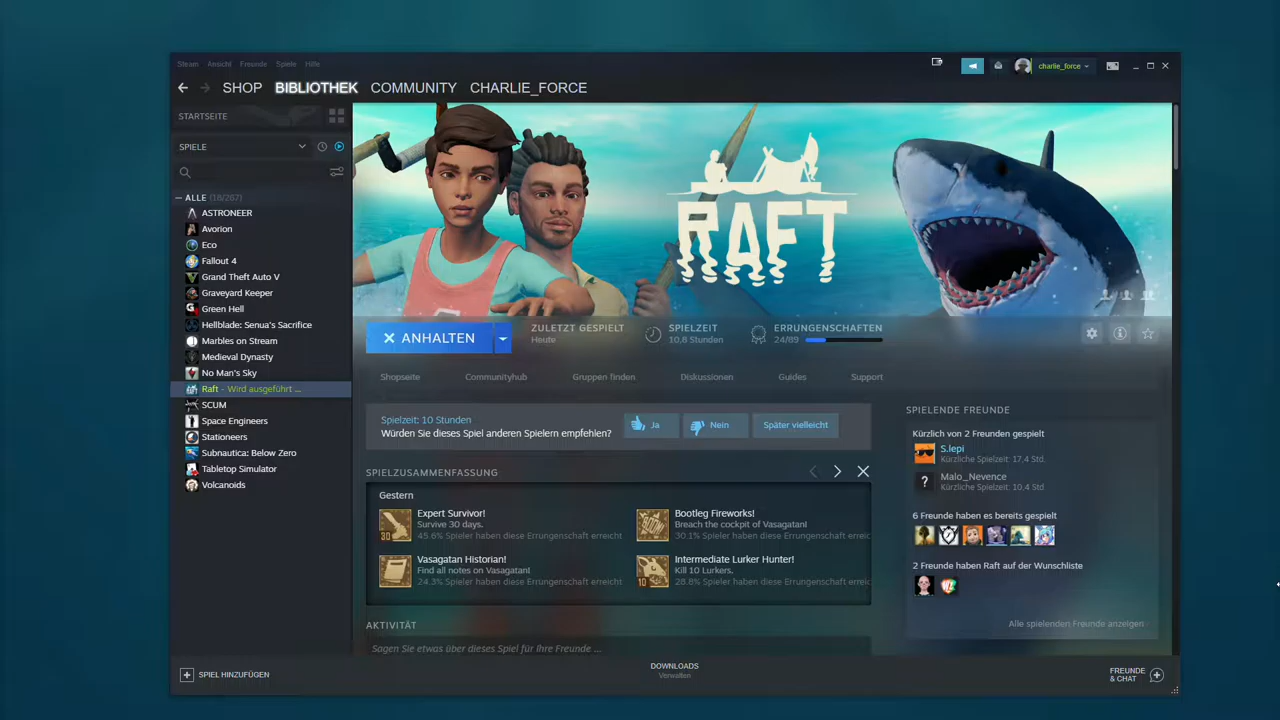 Steam Ansicht Freunde Spiele Hilfe
charlie_force
SHOP BIBLIOTHEK COMMUNITY CHARLIE_FORCE
STARTSEITE
SPIELE
ALLE (18/207)
ASTRONEER
Avorion
Eco
Fallout 4
Grand Theft Auto V
Graveyard Keeper
Green Hell
Hellblade: Senua's Sacrifice
Marbles on Stream
Medieval Dynasty
No Man's Sky
Raft - Wird ausgeführt ...
SCUM
Space Engineers
Stationeers
Subnautica: Below Zero
Tabletop Simulator
Volcanoids
RAFT
ANHALTEN
ZULETZT GESPIELT
Heute
SPIELZEIT
10,8 Stunden
ERRUNGENSCHAFTEN
24/89
Shopseite Communityhub Gruppen finden Diskussionen Guides Support
Spielzeit: 10 Stunden
Würden Sie dieses Spiel anderen Spielern empfehlen?
Ja Nein Später vielleicht
SPIELZUSAMMENFASSUNG
Gestern
Expert Survivor!
Survive 30 days.
45.6% Spieler haben diese Errungenschaft erreicht
30
Bootleg Fireworks!
Breach the cockpit of Vasagatan!
30.1% Spieler haben diese Errungenschaft erreic
BOOM
Vasagatan Historian!
Find all notes on Vasagatan!
24.3% Spieler haben diese Errungenschaft erreicht
Intermediate Lurker Hunter!
Kill 10 Lurkers.
28.8% Spieler haben diese Errungenschaft erreic
10
AKTIVITÄT
Sagen Sie etwas über dieses Spiel für Ihre Freunde ...
SPIELENDE FREUNDE
Kürzlich von 2 Freunden gespielt
S.lepi
Kürzliche Spielzeit: 17,4 Std.
?
Malo_Nevence
Kürzliche Spielzeit: 10,4 Std.
6 Freunde haben es bereits gespielt
2 Freunde haben Raft auf der Wunschliste
Alle spielenden Freunde anzeigen
SPIEL HINZUFÜGEN
DOWNLOADS
Verwalten
FREUNDE
& CHAT